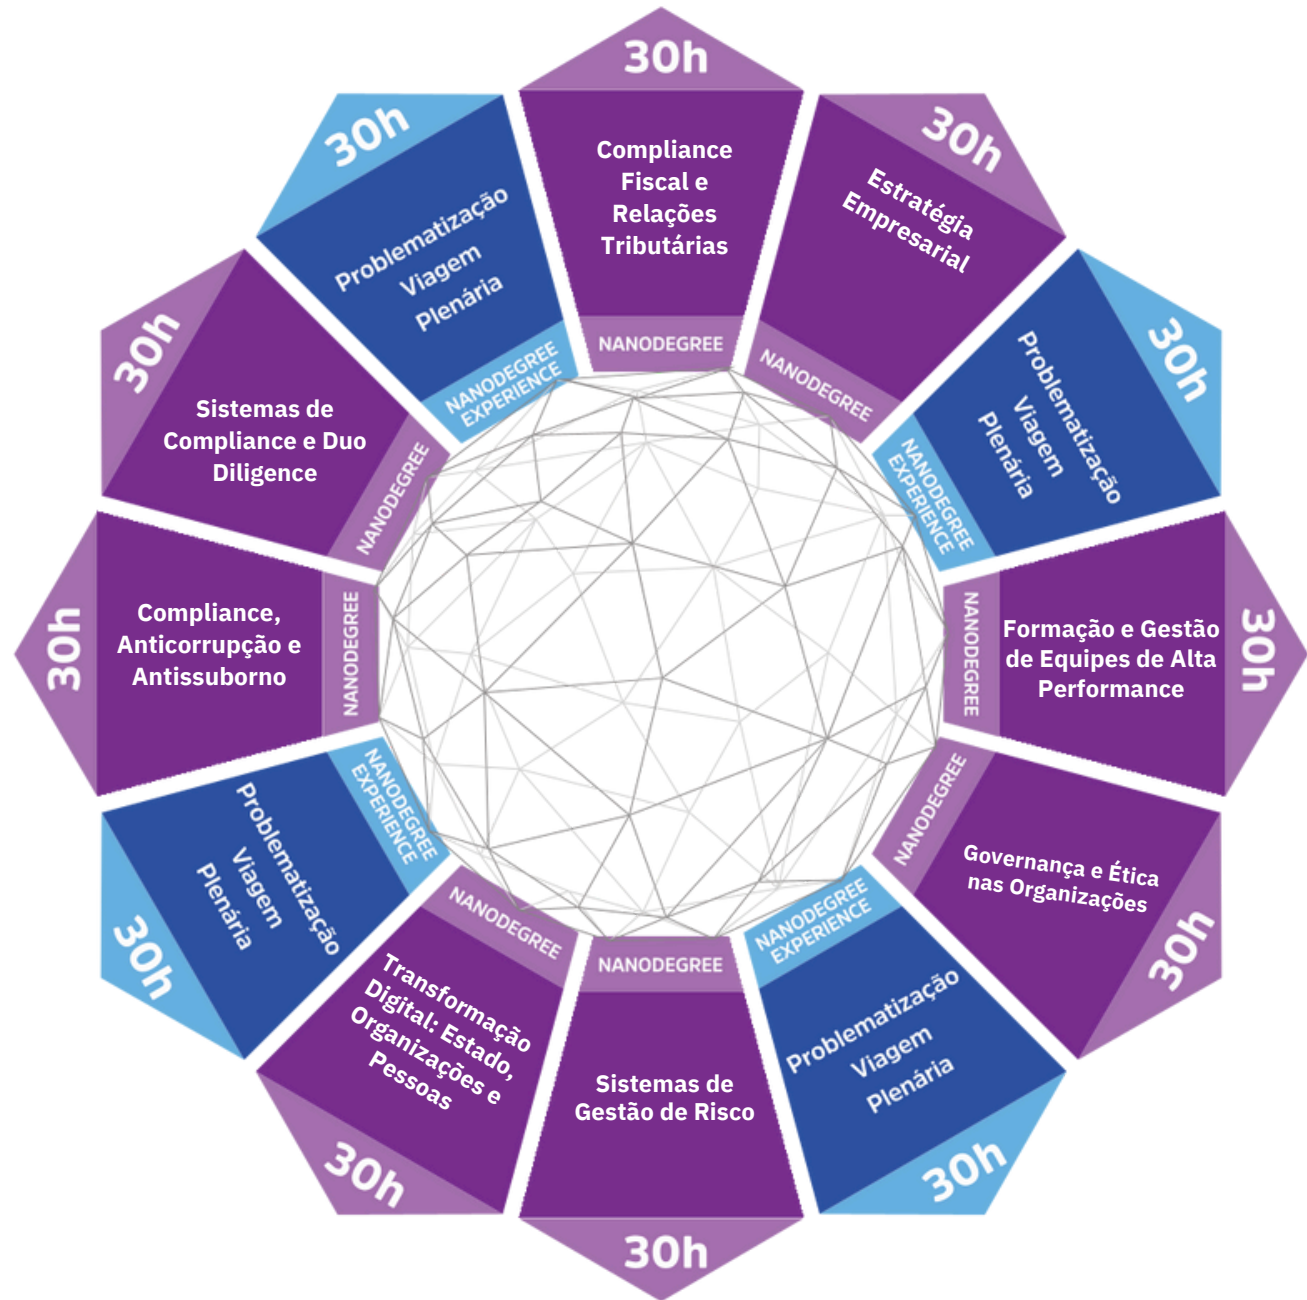 30h
Compliance
Fiscal e
Relações
Tributárias
NANODEGREE
30h
Estratégia
Empresarial
NANODEGREE
30h
Problematização
Viagem
Plenária
NANODEGREE
EXPERIENCE
30h
Formação e Gestão
de Equipes de Alta
Performance
NANODEGREE
30h
Governança e Ética
nas Organizações
NANODEGREE
30h
Problematização
Viagem
Plenária
NANODEGREE
EXPERIENCE
30h
Sistemas de
Gestão de Risco
NANODEGREE
30h
Transformação
Digital: Estado,
Organizações e
Pessoas
NANODEGREE
30h
Problematização
Viagem
Plenária
NANODEGREE
EXPERIENCE
30h
Compliance,
Anticorrupção e
Antissuborno
NANODEGREE
30h
Sistemas de
Compliance e Duo
Diligence
NANODEGREE
30h
Problematização
Viagem
Plenária
NANODEGREE
EXPERIENCE